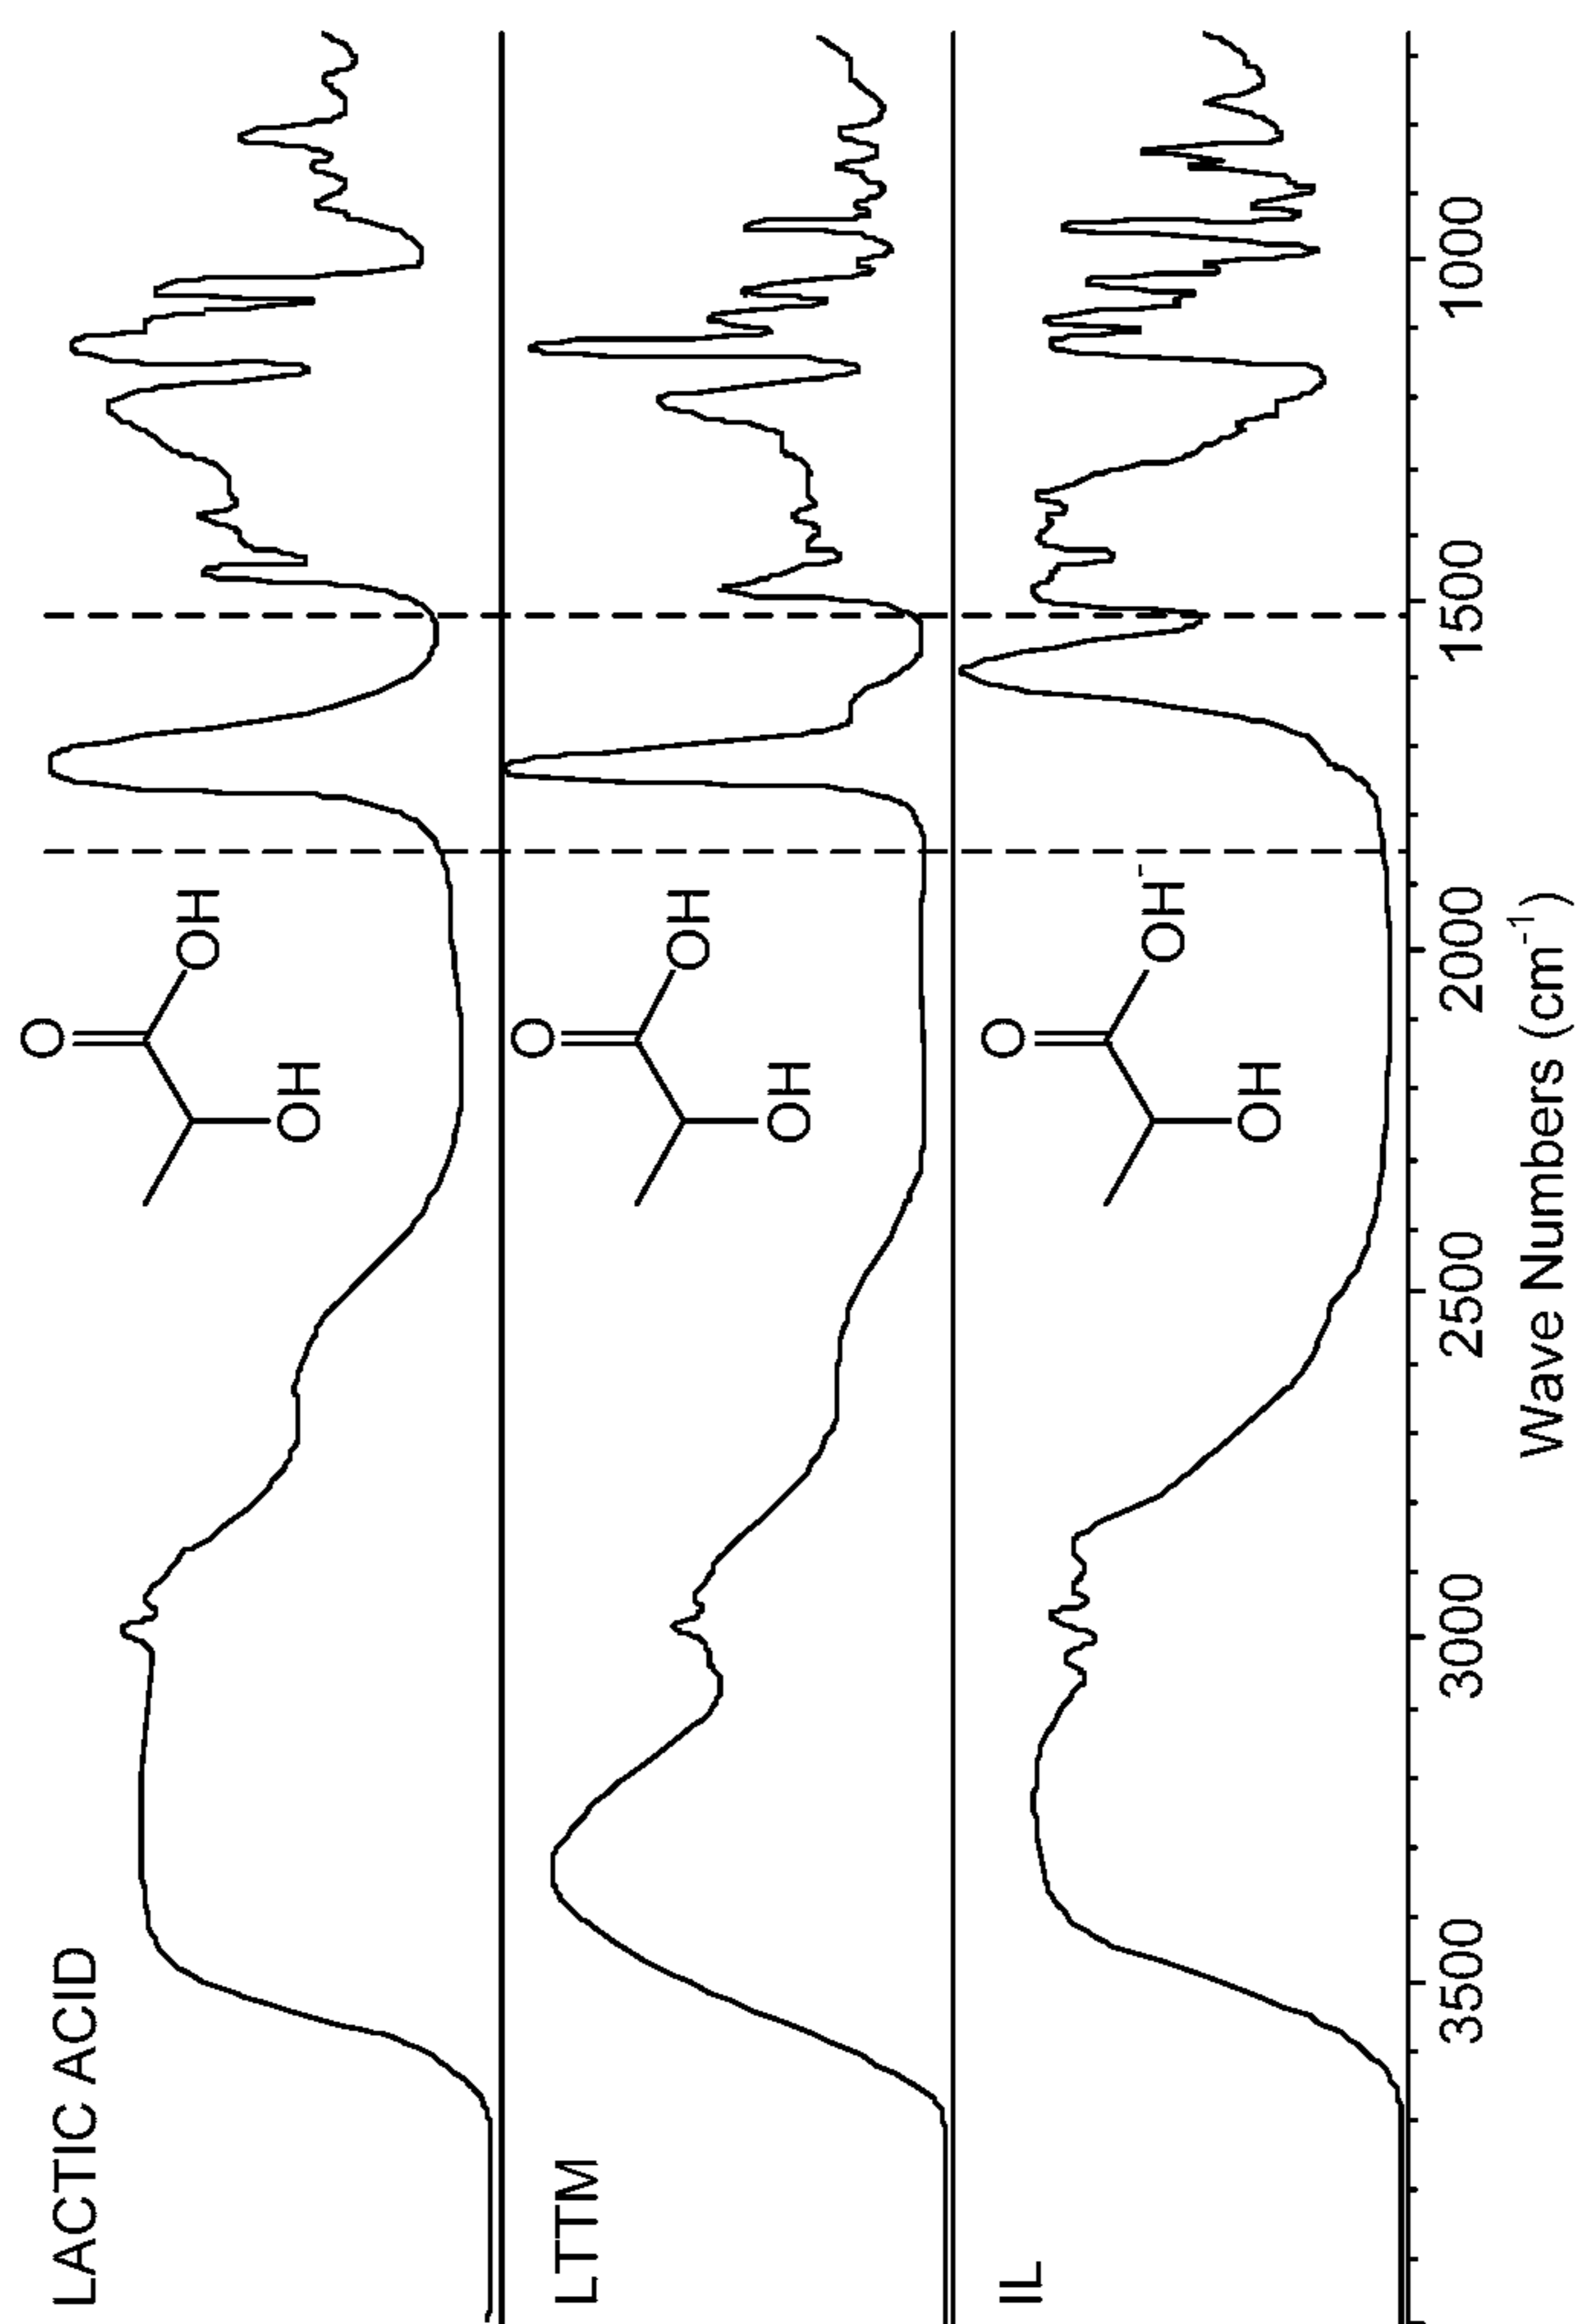 LACTIC ACID
O
OH
OH
LTTM
O
OH
OH
IL
O
OH-
OH
3500 3000 2500 2000 1500 1000
Wave Numbers (cm-1)